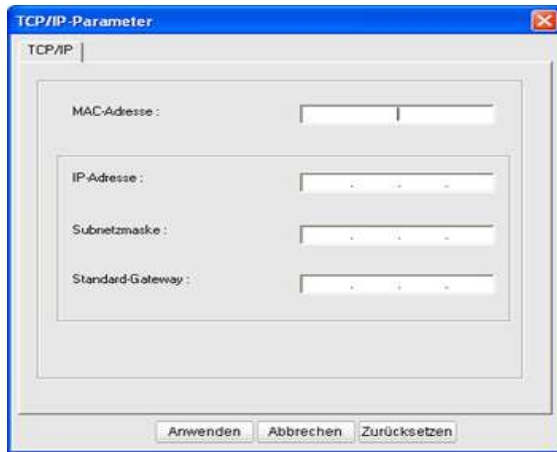 TCP/IP-Parameter
TCP/IP
MAC-Adresse :
IP-Adresse :
Subnetzmaske :
Standard-Gateway :
Anwenden Abbrechen Zurücksetzen